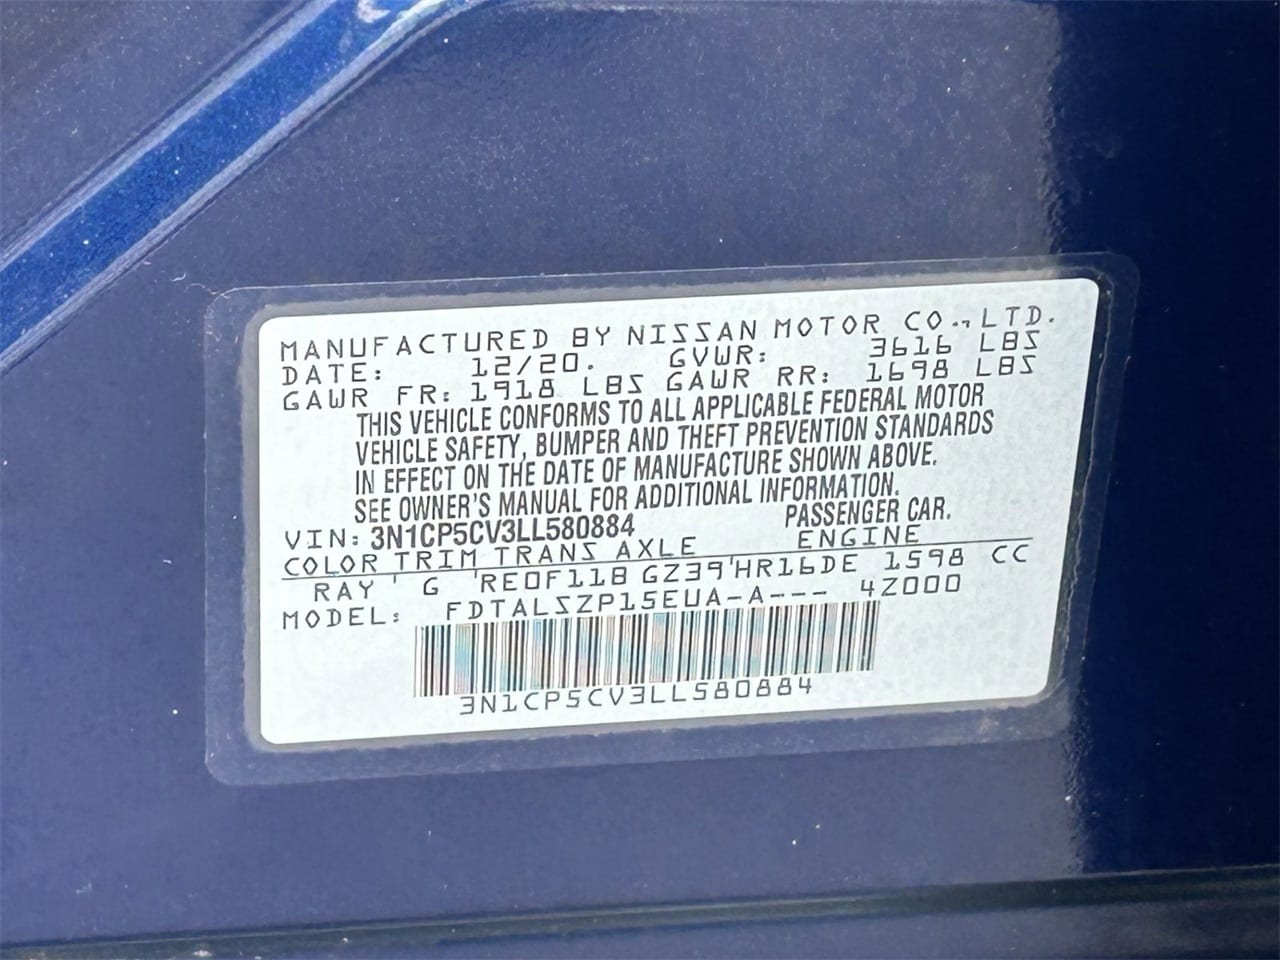 MANUFACTURED BY NISSAN MOTOR CO., LTD.
DATE: 12/20. GVWR: 3616 LBS
GAWR FR: 1918 LBS GAWR RR: 1698 LBS
THIS VEHICLE CONFORMS TO ALL APPLICABLE FEDERAL MOTOR
VEHICLE SAFETY, BUMPER AND THEFT PREVENTION STANDARDS
IN EFFECT ON THE DATE OF MANUFACTURE SHOWN ABOVE.
SEE OWNER'S MANUAL FOR ADDITIONAL INFORMATION.
PASSENGER CAR.
VIN: 3N1CP5CV3LL580884
COLOR TRIM TRANS AXLE ENGINE
RAY ' G 'RE0F11B GZ39'HR16DE 1598 CC
MODEL: FDTALSZP15EUA-A--- 4Z000
3N1CP5CV3LL580884